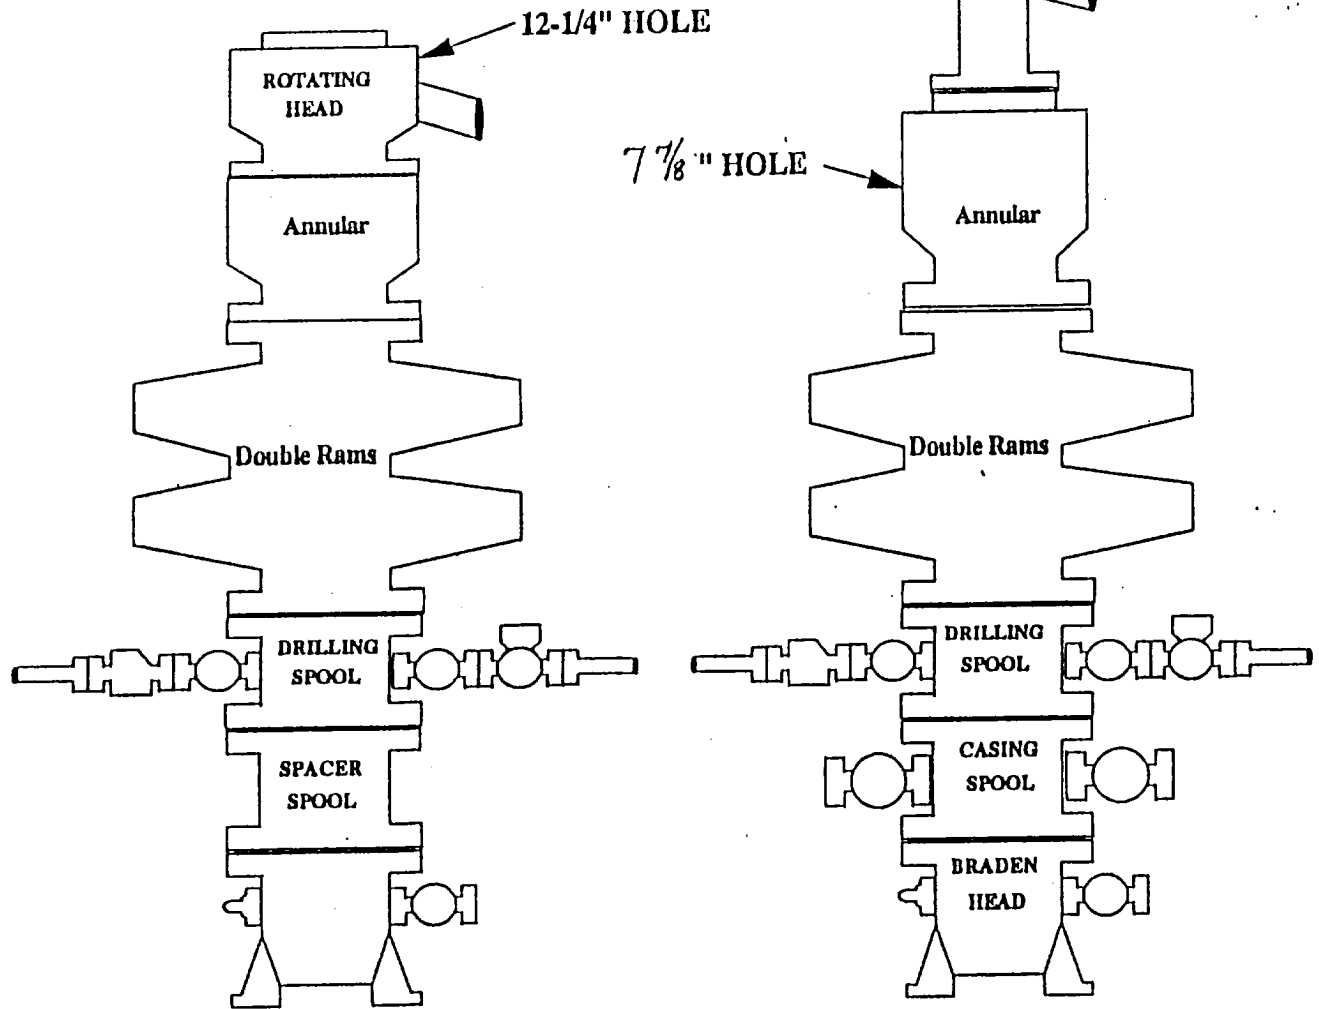 12-1/4" HOLE
ROTATING
HEAD
Annular
Double Rams
DRILLING
SPOOL
SPACER
SPOOL
7 7/8 " HOLE
Annular
Double Rams
DRILLING
SPOOL
CASING
SPOOL
BRADEN
HEAD